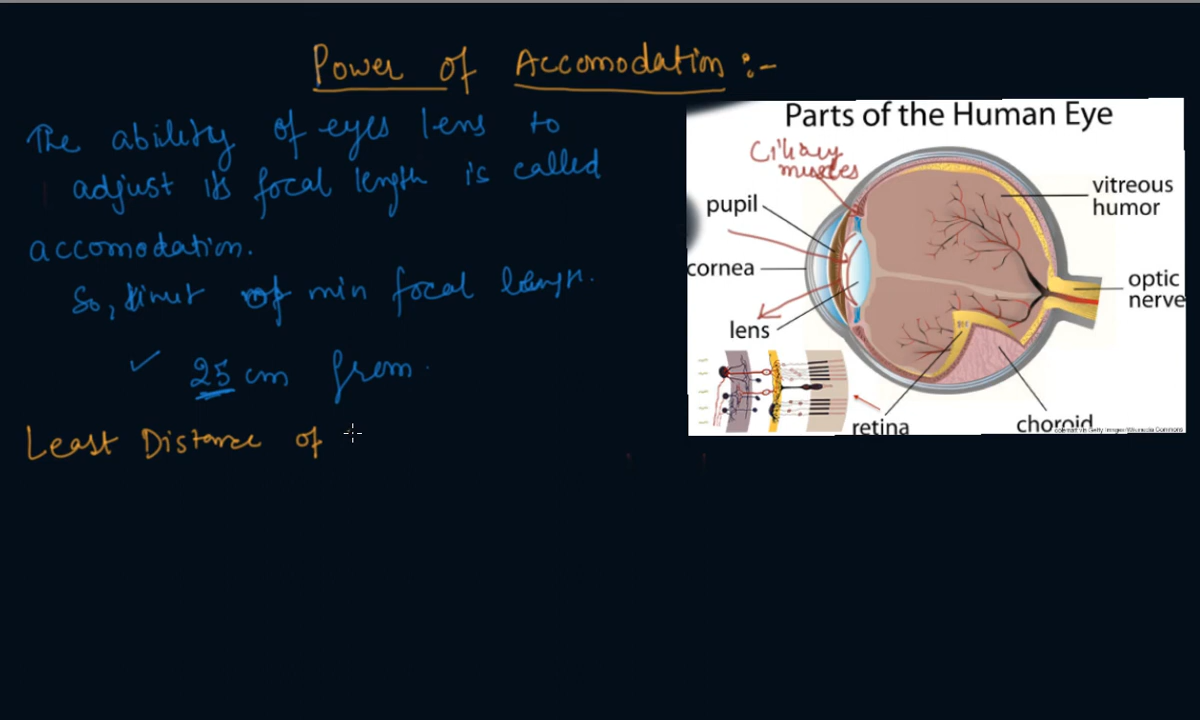 Power of Accomodation :-
The ability of eyes lens to
adjust its focal length is called
accomodation.
So, of min focal length.
25 cm from.
Least Distance of
Parts of the Human Eye
Ciliary
muscles
pupil
vitreous
humor
cornea
optic
nerve
lens
retina
choroid